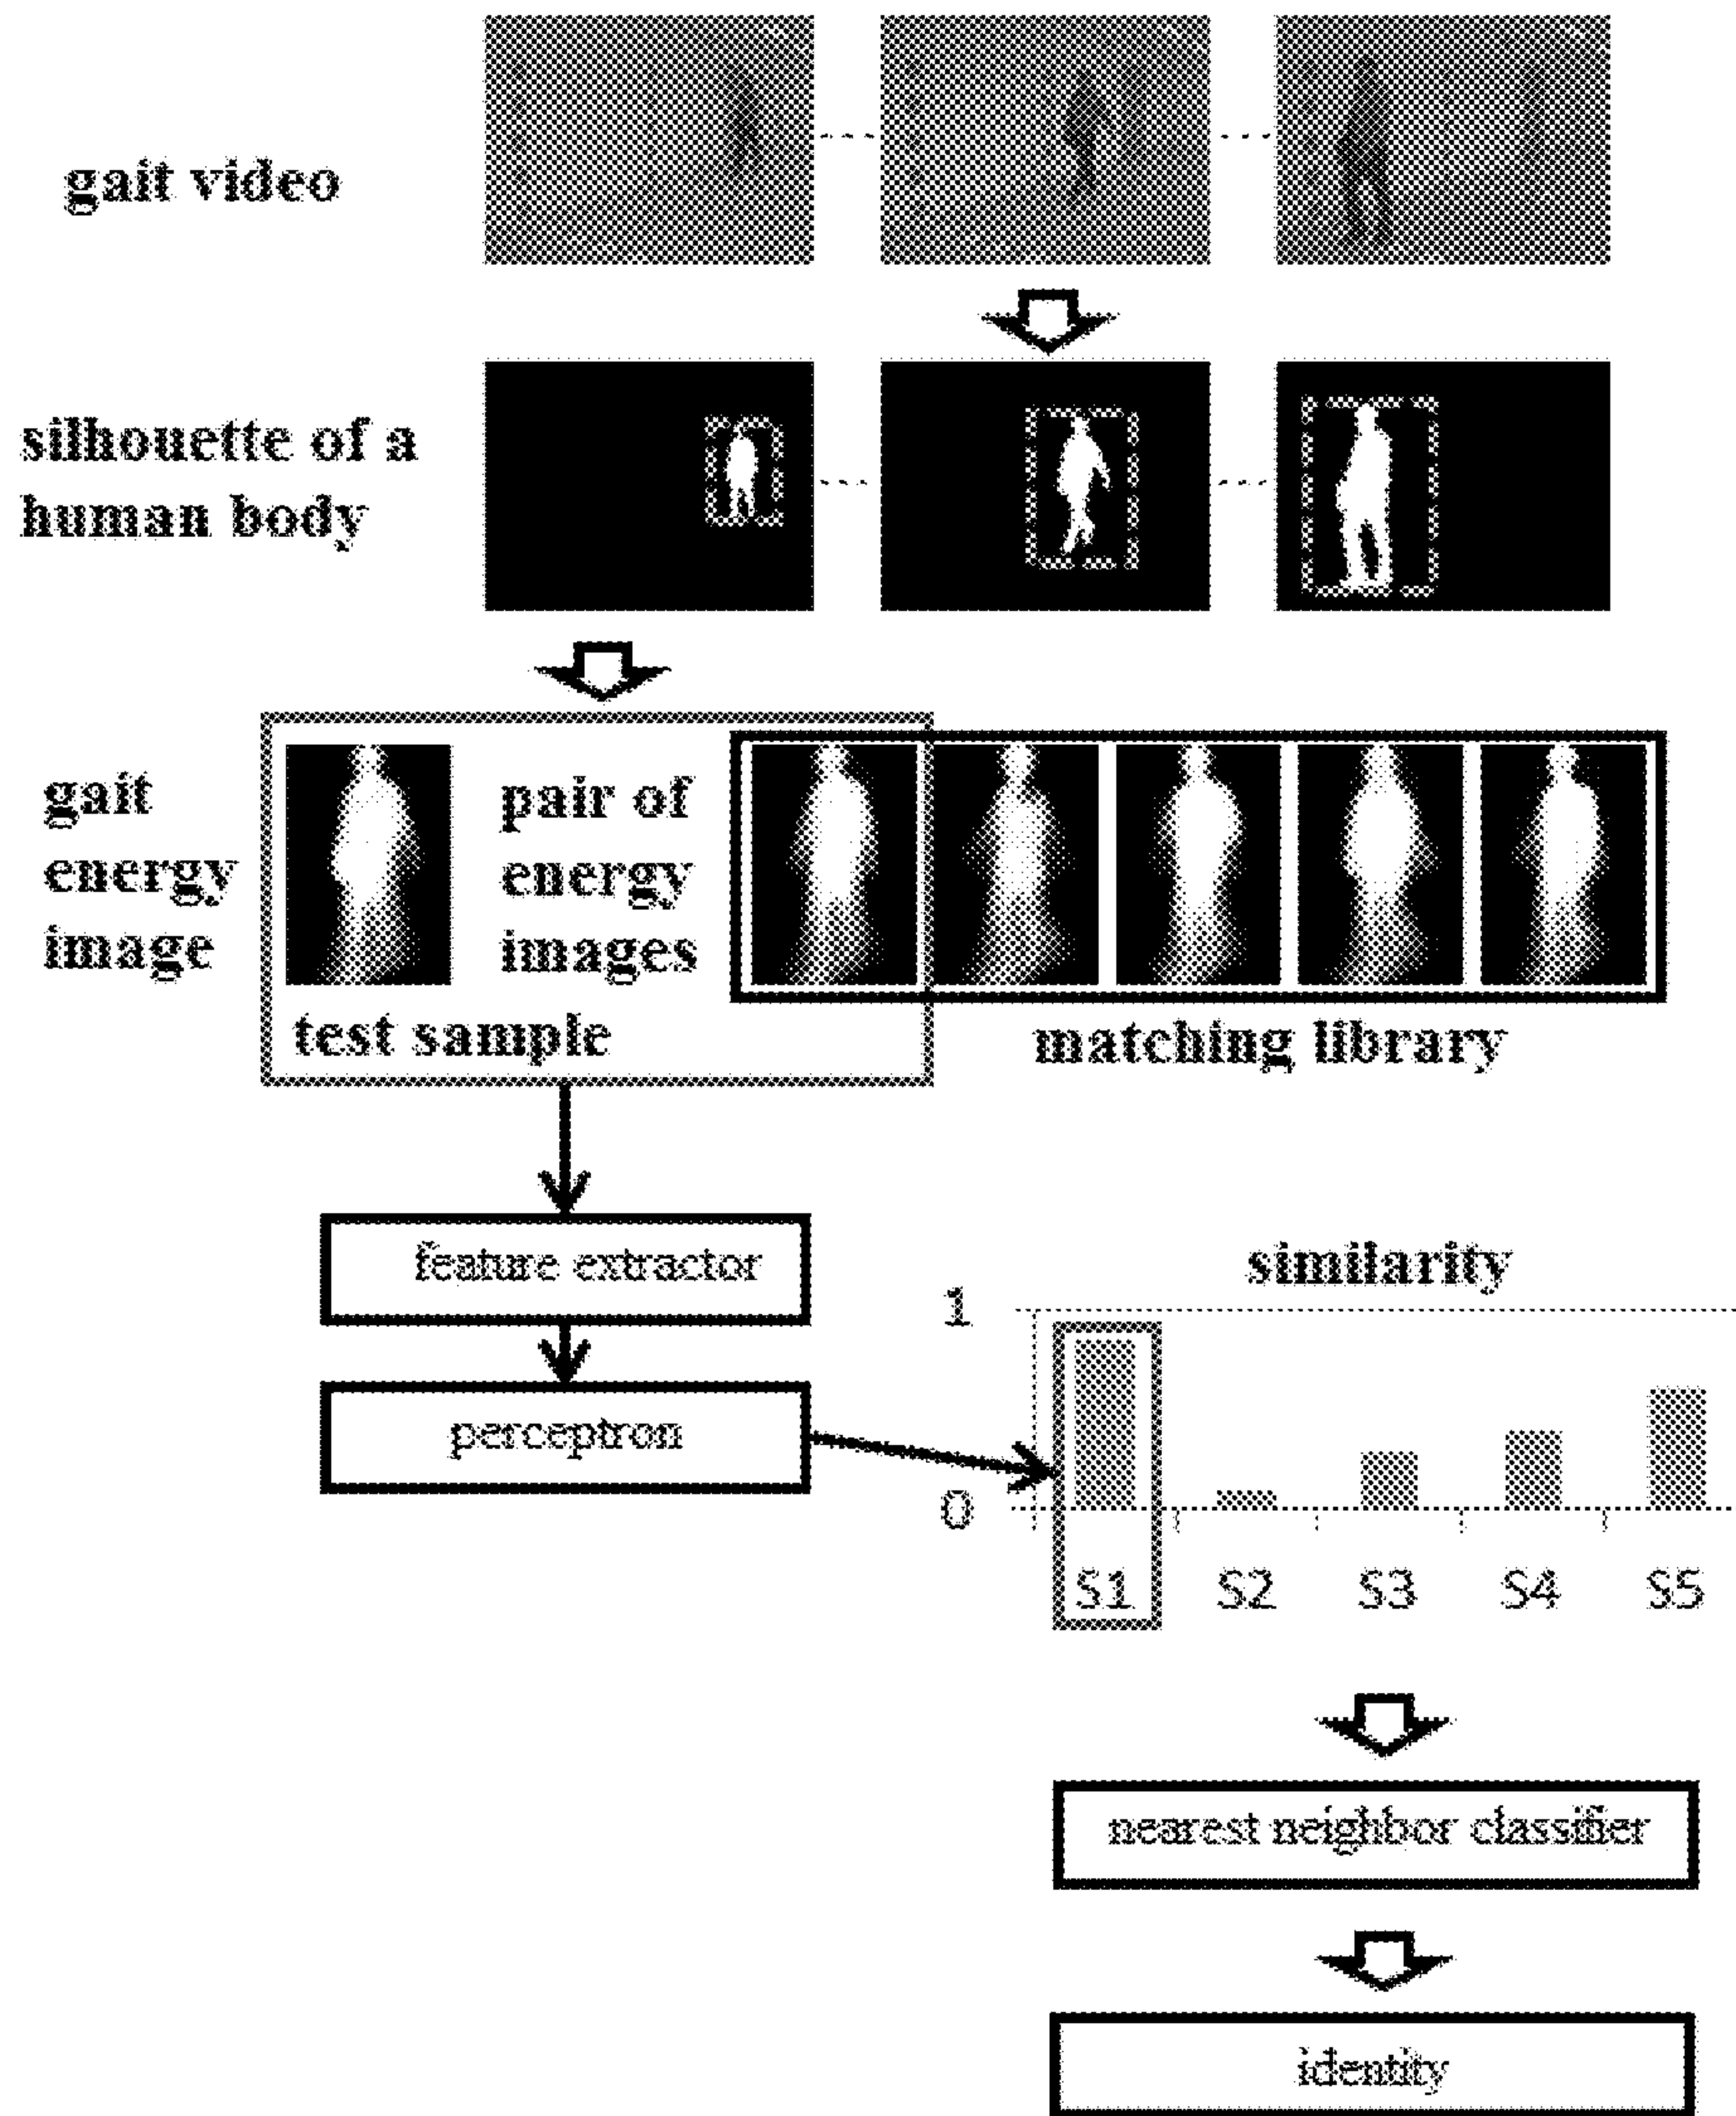 gait video
silhouette of a
human body
gait
energy
image
pair of
energy
images
test sample
matching library
feature extractor
perceptron
similarity
1
0
S1 S2 S3 S4 S5
nearest neighbor classifier
identity